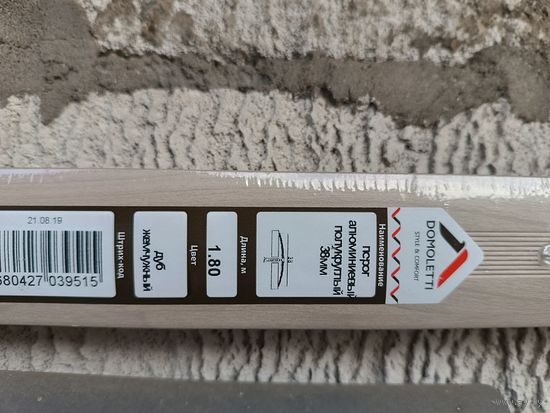 DOMOLETTI
STYLE & COMFORT
Наименование
порог
алюминиевый
полукруглый
38мм
Длина, м
1.80
Цвет
дуб
жемчужный
Штрих-код
21.08.19
680427 039515